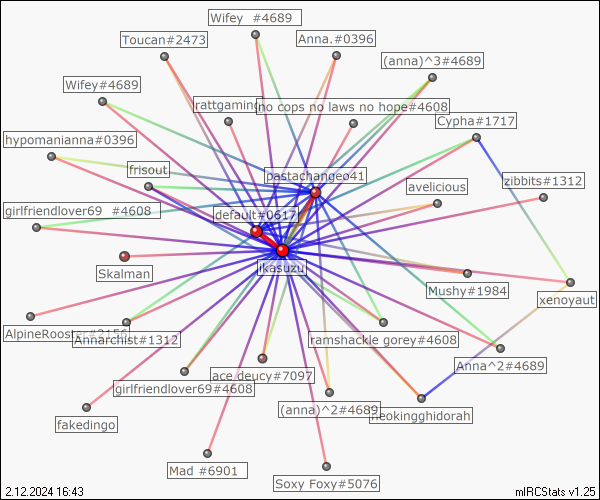 Wifey #4689
Toucan#2473
Anna.#0396
(anna)^3#4689
Wifey#4689
rattgaming
no cops no laws no hope#4608
Cypha#1717
hypomanianna#0396
frisout
pastachangeo41
zibbits#1312
avelicious
girlfriendlover69 #4608
default#0617
ikasuzu
Skalman
Mushy#1984
xenoyaut
AlpineRooster#2156
Annarchist#1312
ramshackle gorey#4608
Anna^2#4689
ace deucy#7097
girlfriendlover69#4608
(anna)^2#4689
neokingghidorah
fakedingo
Mad #6901
Soxy Foxy#5076
2.12.2024 16:43
mIRCStats v1.25